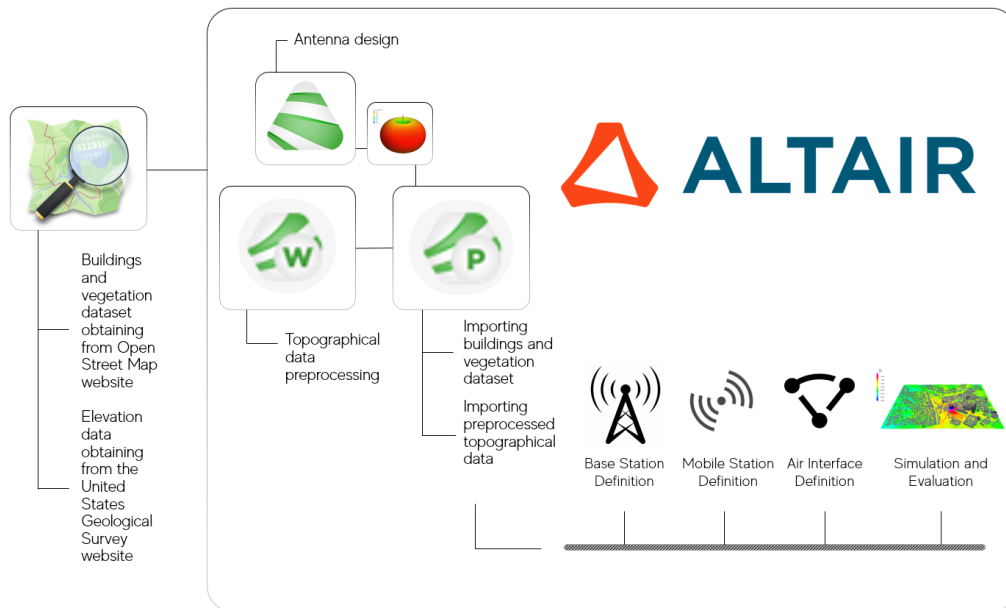 Antenna design
011010
ALTAIR
W
P
Buildings
and
vegetation
dataset
obtaining
from Open
Street Map
website
Elevation
data
obtaining
from the
United
States
Geological
Survey
website
Topographical
data
preprocessing
Importing
buildings and
vegetation
dataset
Importing
preprocessed
topographical
data
Base Station
Definition
Mobile Station
Definition
Air Interface
Definition
Simulation and
Evaluation